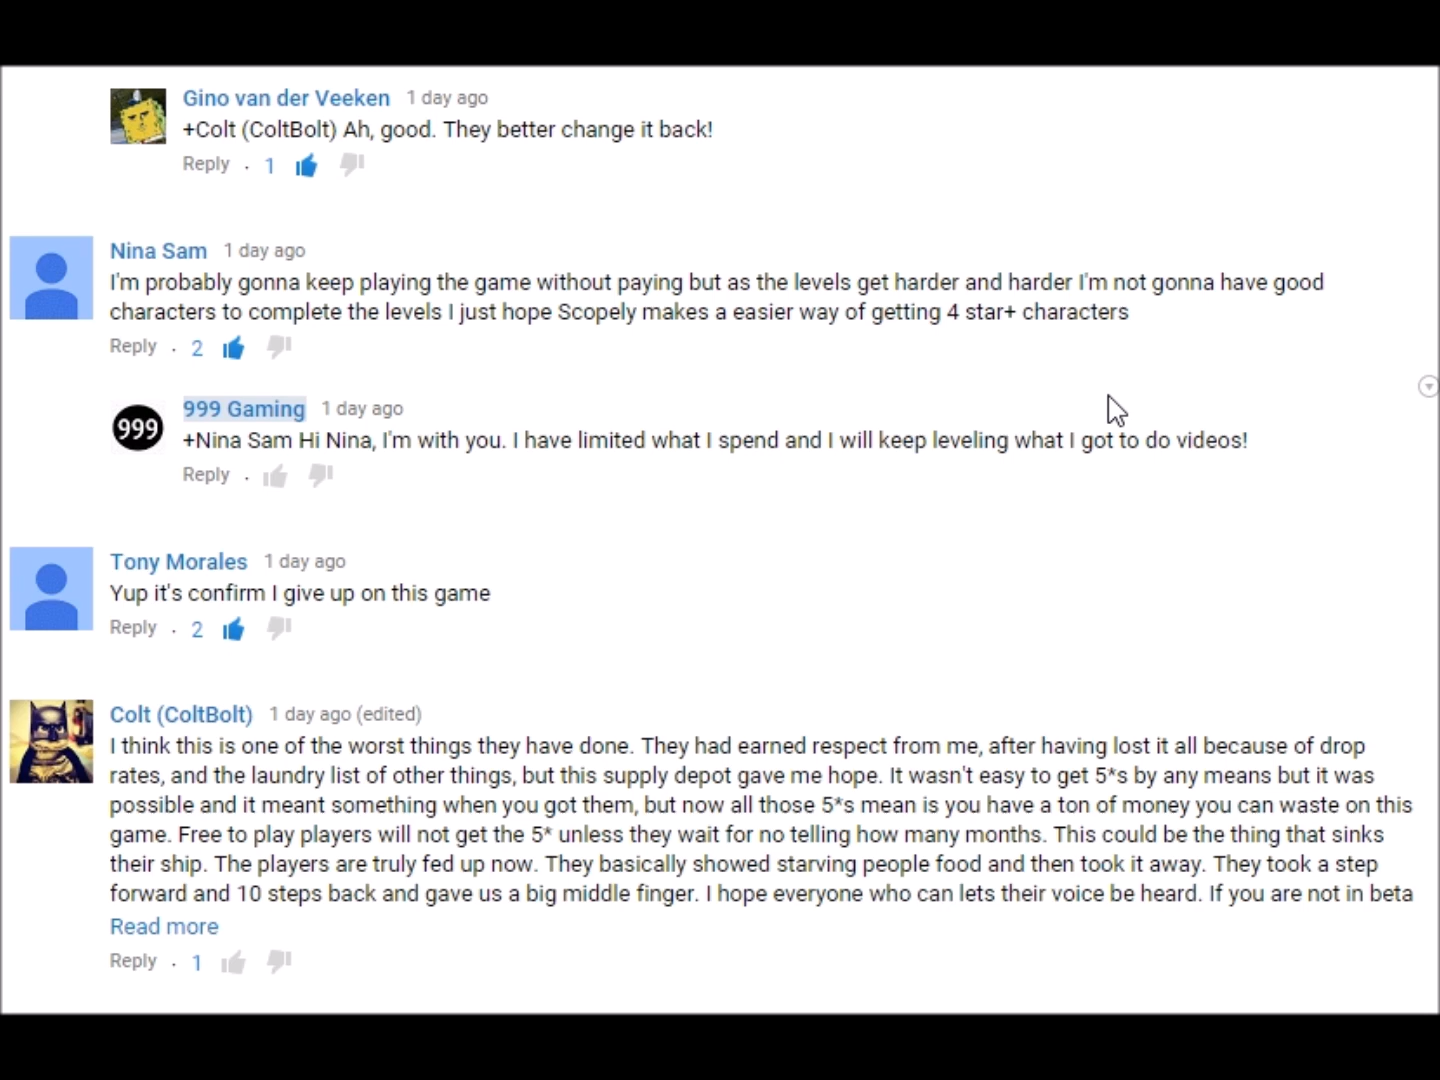 Gino van der Veeken 1 day ago
+Colt (ColtBolt) Ah, good. They better change it back!
Reply . 1
Nina Sam 1 day ago
I'm probably gonna keep playing the game without paying but as the levels get harder and harder I'm not gonna have good
characters to complete the levels I just hope Scopely makes a easier way of getting 4 star+ characters
Reply . 2
999
999 Gaming 1 day ago
+Nina Sam Hi Nina, I'm with you. I have limited what I spend and I will keep leveling what I got to do videos!
Reply .
Tony Morales 1 day ago
Yup it's confirm I give up on this game
Reply . 2
Colt (ColtBolt) 1 day ago (edited)
I think this is one of the worst things they have done. They had earned respect from me, after having lost it all because of drop
rates, and the laundry list of other things, but this supply depot gave me hope. It wasn't easy to get 5*s by any means but it was
possible and it meant something when you got them, but now all those 5*s mean is you have a ton of money you can waste on this
game. Free to play players will not get the 5* unless they wait for no telling how many months. This could be the thing that sinks
their ship. The players are truly fed up now. They basically showed starving people food and then took it away. They took a step
forward and 10 steps back and gave us a big middle finger. I hope everyone who can lets their voice be heard. If you are not in beta
Read more
Reply . 1